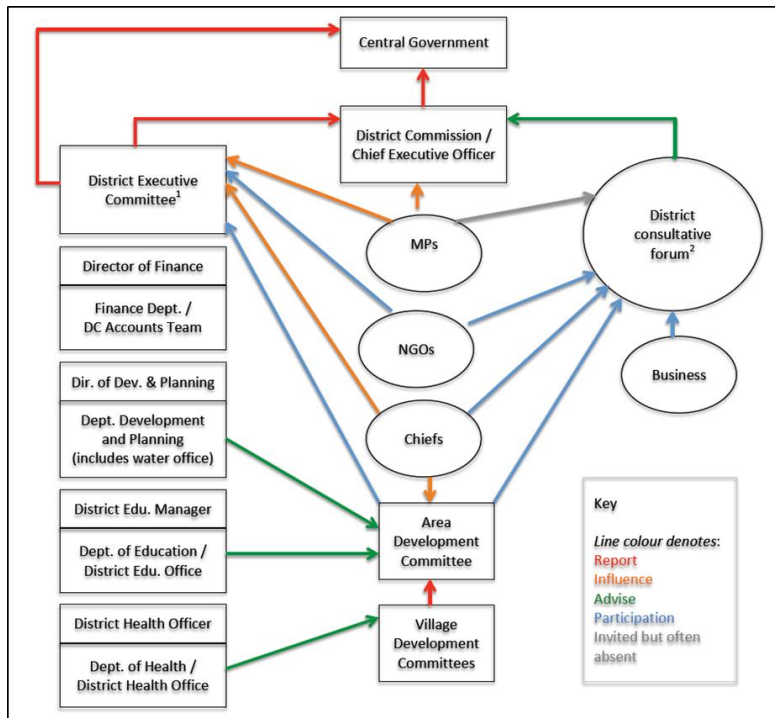 Central Government
District Commission /
Chief Executive Officer
District Executive
Committee¹
MPs
District
consultative
forum²
Director of Finance
Finance Dept. /
DC Accounts Team
NGOs
Business
Dir. of Dev. & Planning
Dept. Development
and Planning
(includes water office)
Chiefs
District Edu. Manager
Dept. of Education /
District Edu. Office
Area
Development
Committee
District Health Officer
Dept. of Health /
District Health Office
Village
Development
Committees
Key
Line colour denotes:
Report
Influence
Advise
Participation
Invited but often
absent